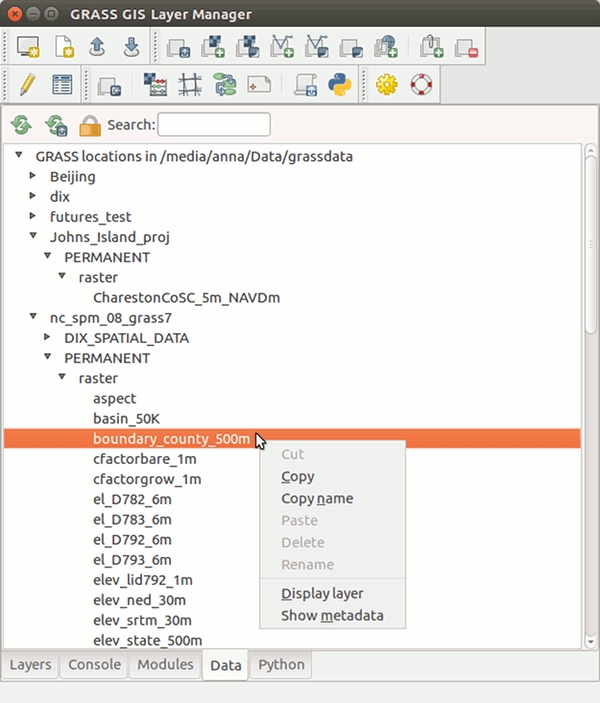 GRASS GIS Layer Manager
Search:
GRASS locations in /media/anna/Data/grassdata
Beijing
dix
futures_test
Johns_Island_proj
PERMANENT
raster
CharestonCoSC_5m_NAVDm
nc_spm_08_grass7
DIX_SPATIAL_DATA
PERMANENT
raster
aspect
basin_50K
boundary_county_500m
cfactorbare_1m
cfactorgrow_1m
el_D782_6m
el_D783_6m
el_D792_6m
el_D793_6m
elev_lid792_1m
elev_ned_30m
elev_srtm_30m
elev_state_500m
Cut
Copy
Copy name
Paste
Delete
Rename
Display layer
Show metadata
Layers Console Modules Data Python